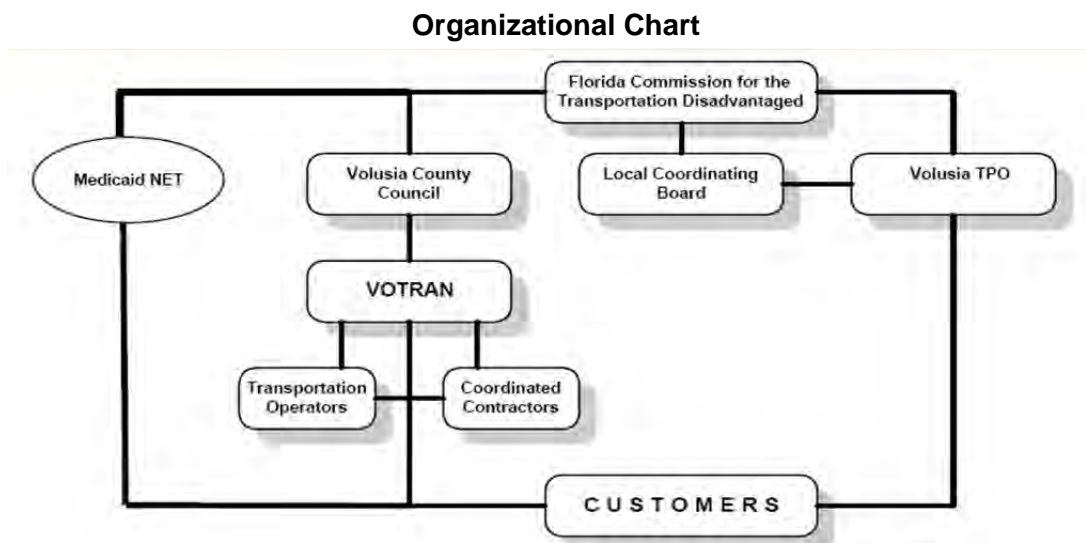 Organizational Chart
Florida Commission for the
Transportation Disadvantaged
Medicaid NET
Volusia County
Council
Local Coordinating
Board
Volusia TPO
VOTRAN
Transportation
Operators
Coordinated
Contractors
CUSTOMERS